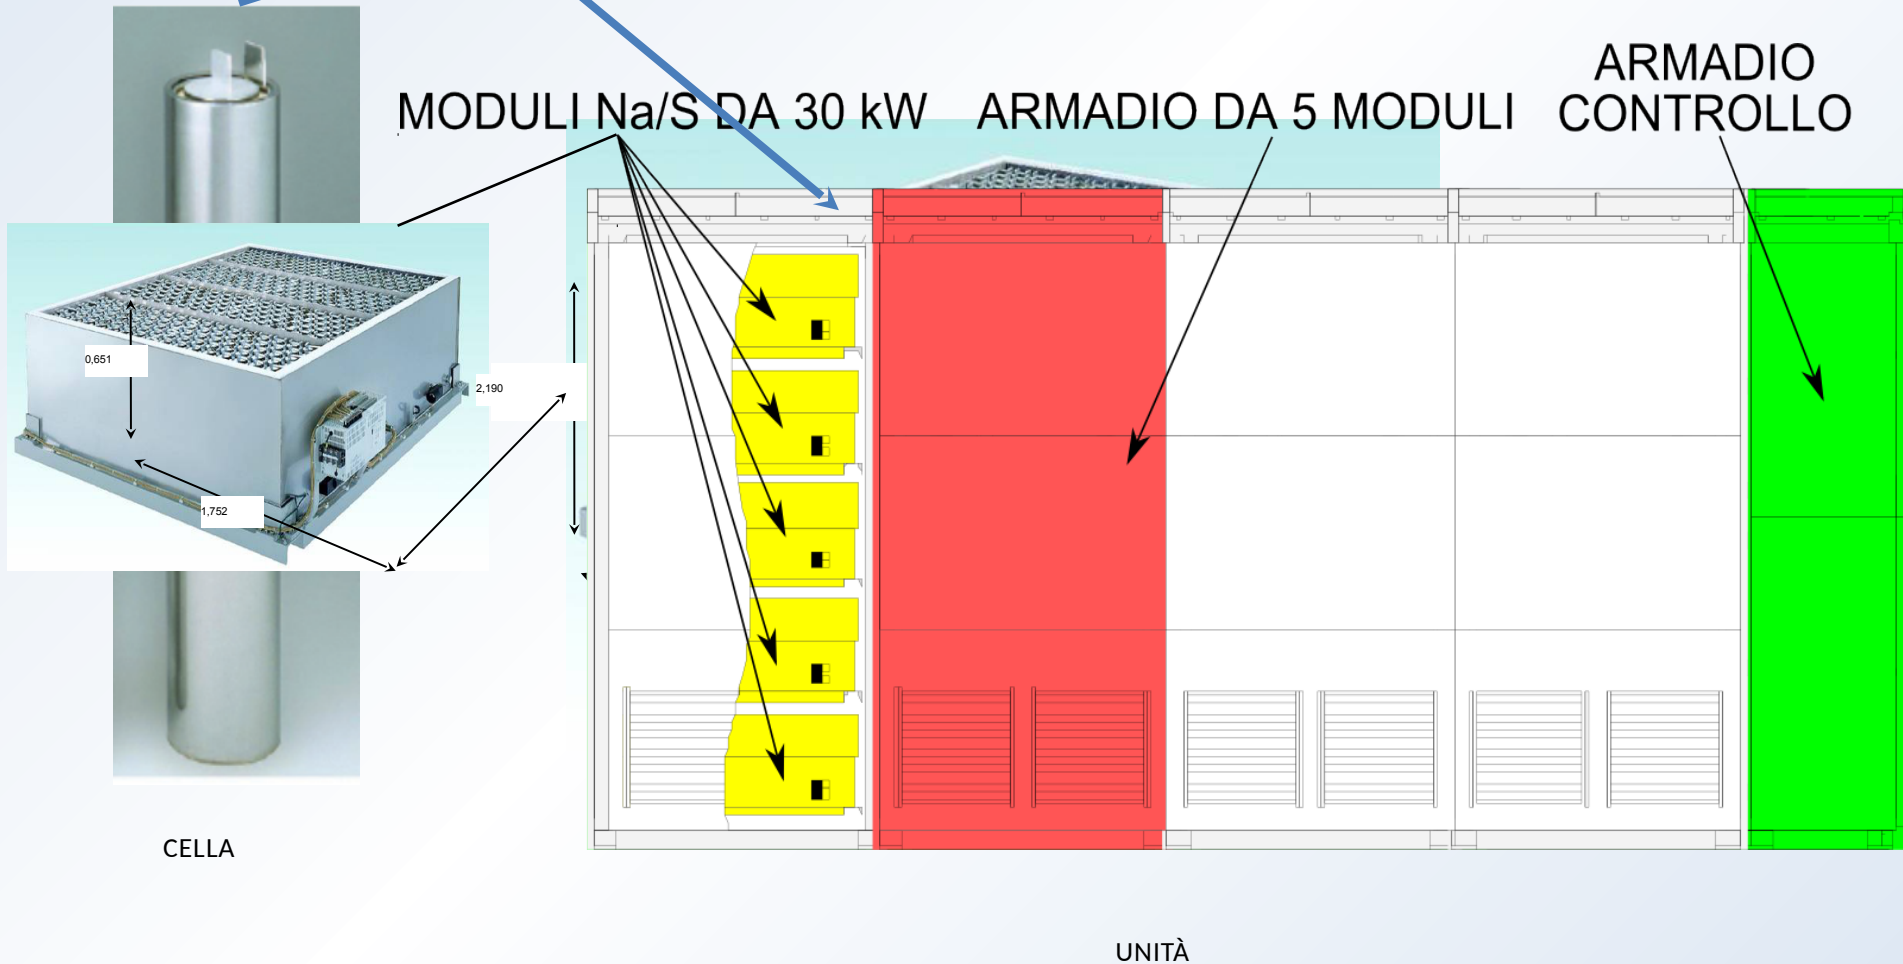 ARMADIO
CONTROLLO
MODULI Na/S DA 30 kW
ARMADIO DA 5 MODULI
0,651
2,190
1,752
CELLA
UNITÀ